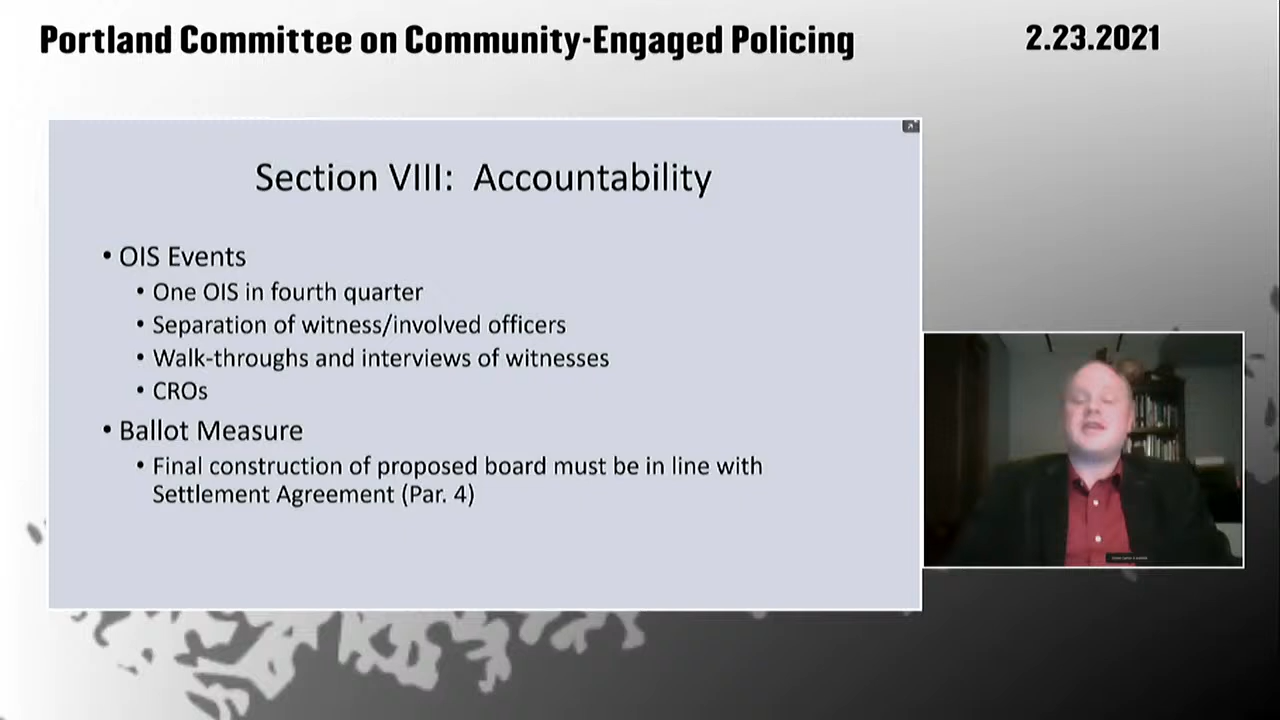 Portland Committee on Community-Engaged Policing 2.23.2021
Section VIII: Accountability
• OIS Events
• One OIS in fourth quarter
• Separation of witness/involved officers
• Walk-throughs and interviews of witnesses
• CROs
• Ballot Measure
• Final construction of proposed board must be in line with
Settlement Agreement (Par. 4)